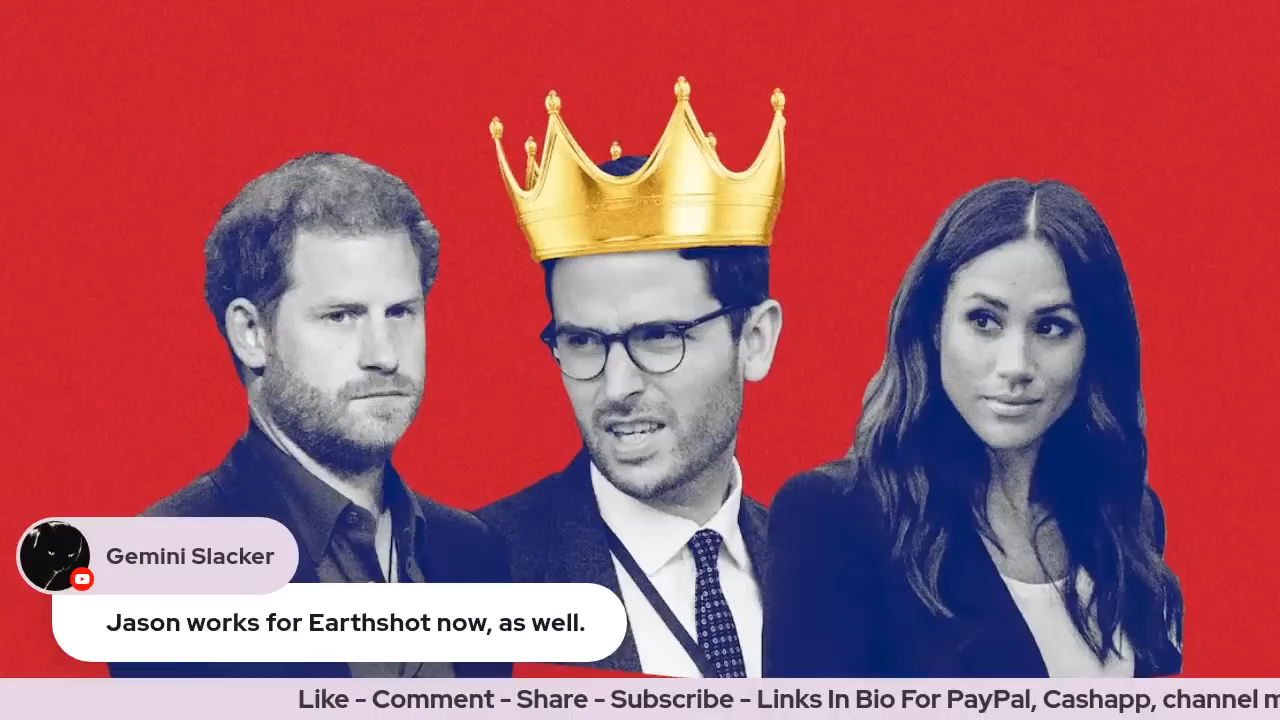 Gemini Slacker
Jason works for Earthshot now, as well.
Like - Comment - Share - Subscribe - Links In Bio For PayPal, Cashapp, channel